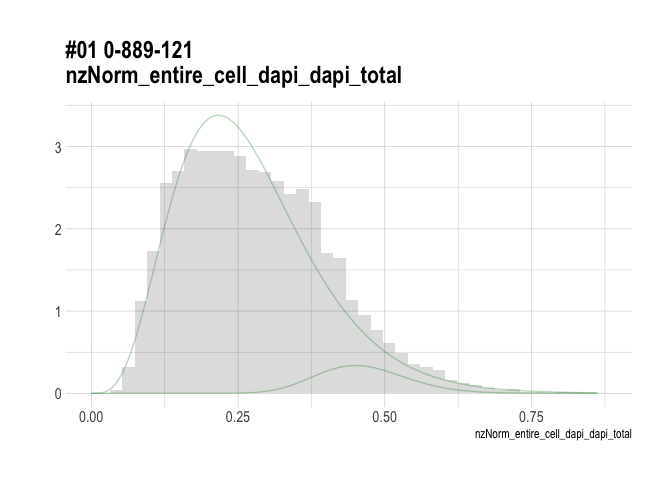 #01 0-889-121
nzNorm_entire_cell_dapi_dapi_total
3
2
1
0
0.00 0.25 0.50 0.75
nzNorm_entire_cell_dapi_dapi_total